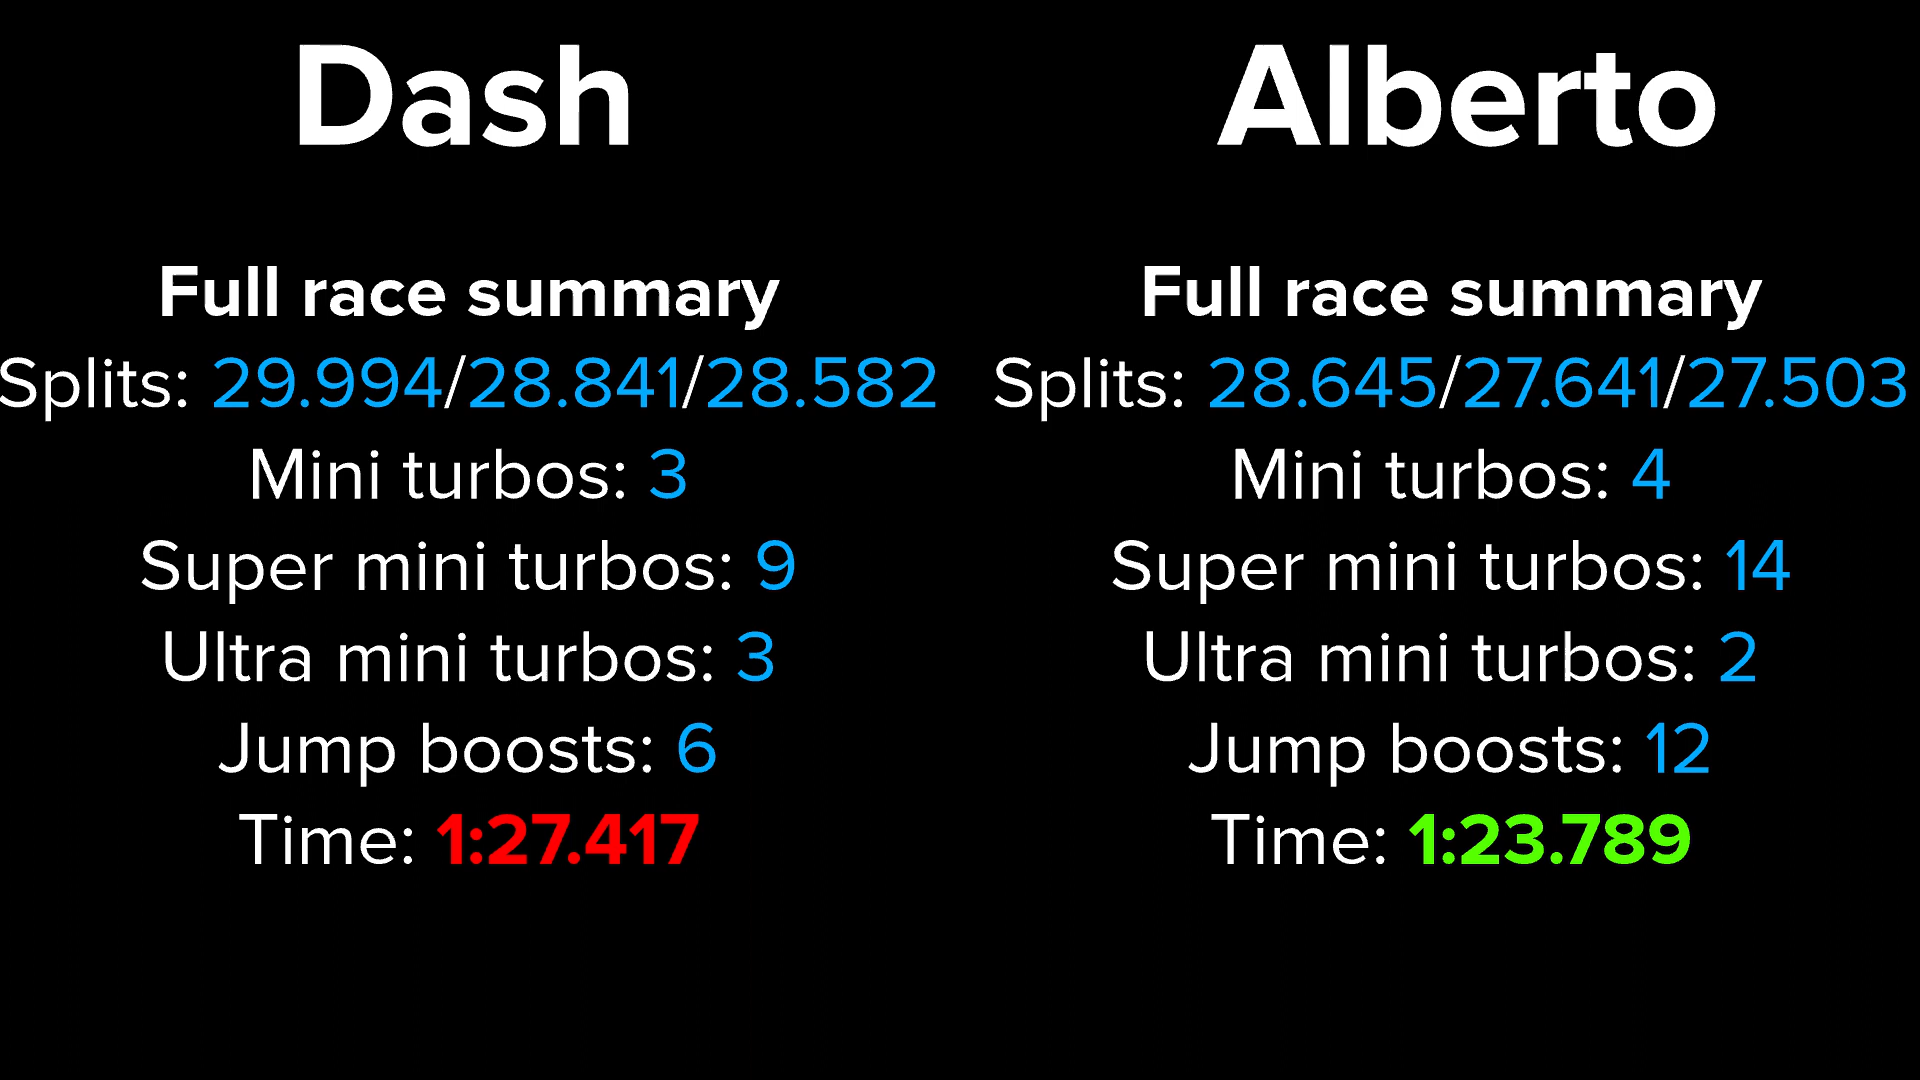 Dash
Full race summary
Splits: 29.994/28.841/28.582
Mini turbos: 3
Super mini turbos: 9
Ultra mini turbos: 3
Jump boosts: 6
Time: 1:27.417
Alberto
Full race summary
Splits: 28.645/27.641/27.503
Mini turbos: 4
Super mini turbos: 14
Ultra mini turbos: 2
Jump boosts: 12
Time: 1:23.789